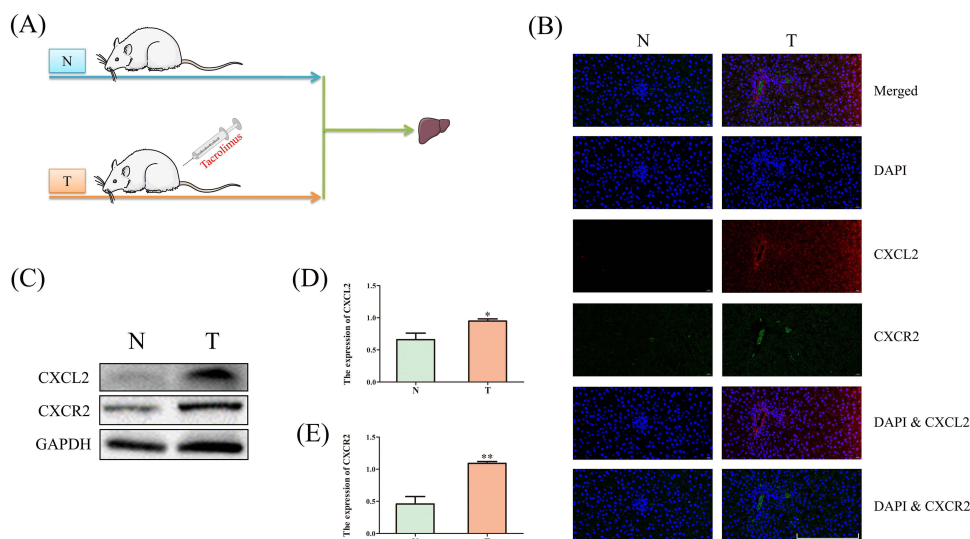 (A)
N
T
Tacrolimus
(B)
N T
Merged
DAPI
CXCL2
CXCR2
DAPI & CXCL2
DAPI & CXCR2
(C)
N T
CXCL2
CXCR2
GAPDH
(D)
The expression of CXCL2
1.5
1.0
0.5
0.0
*
N T
(E)
The expression of CXCR2
1.5
1.0
0.5
0.0
**
N T